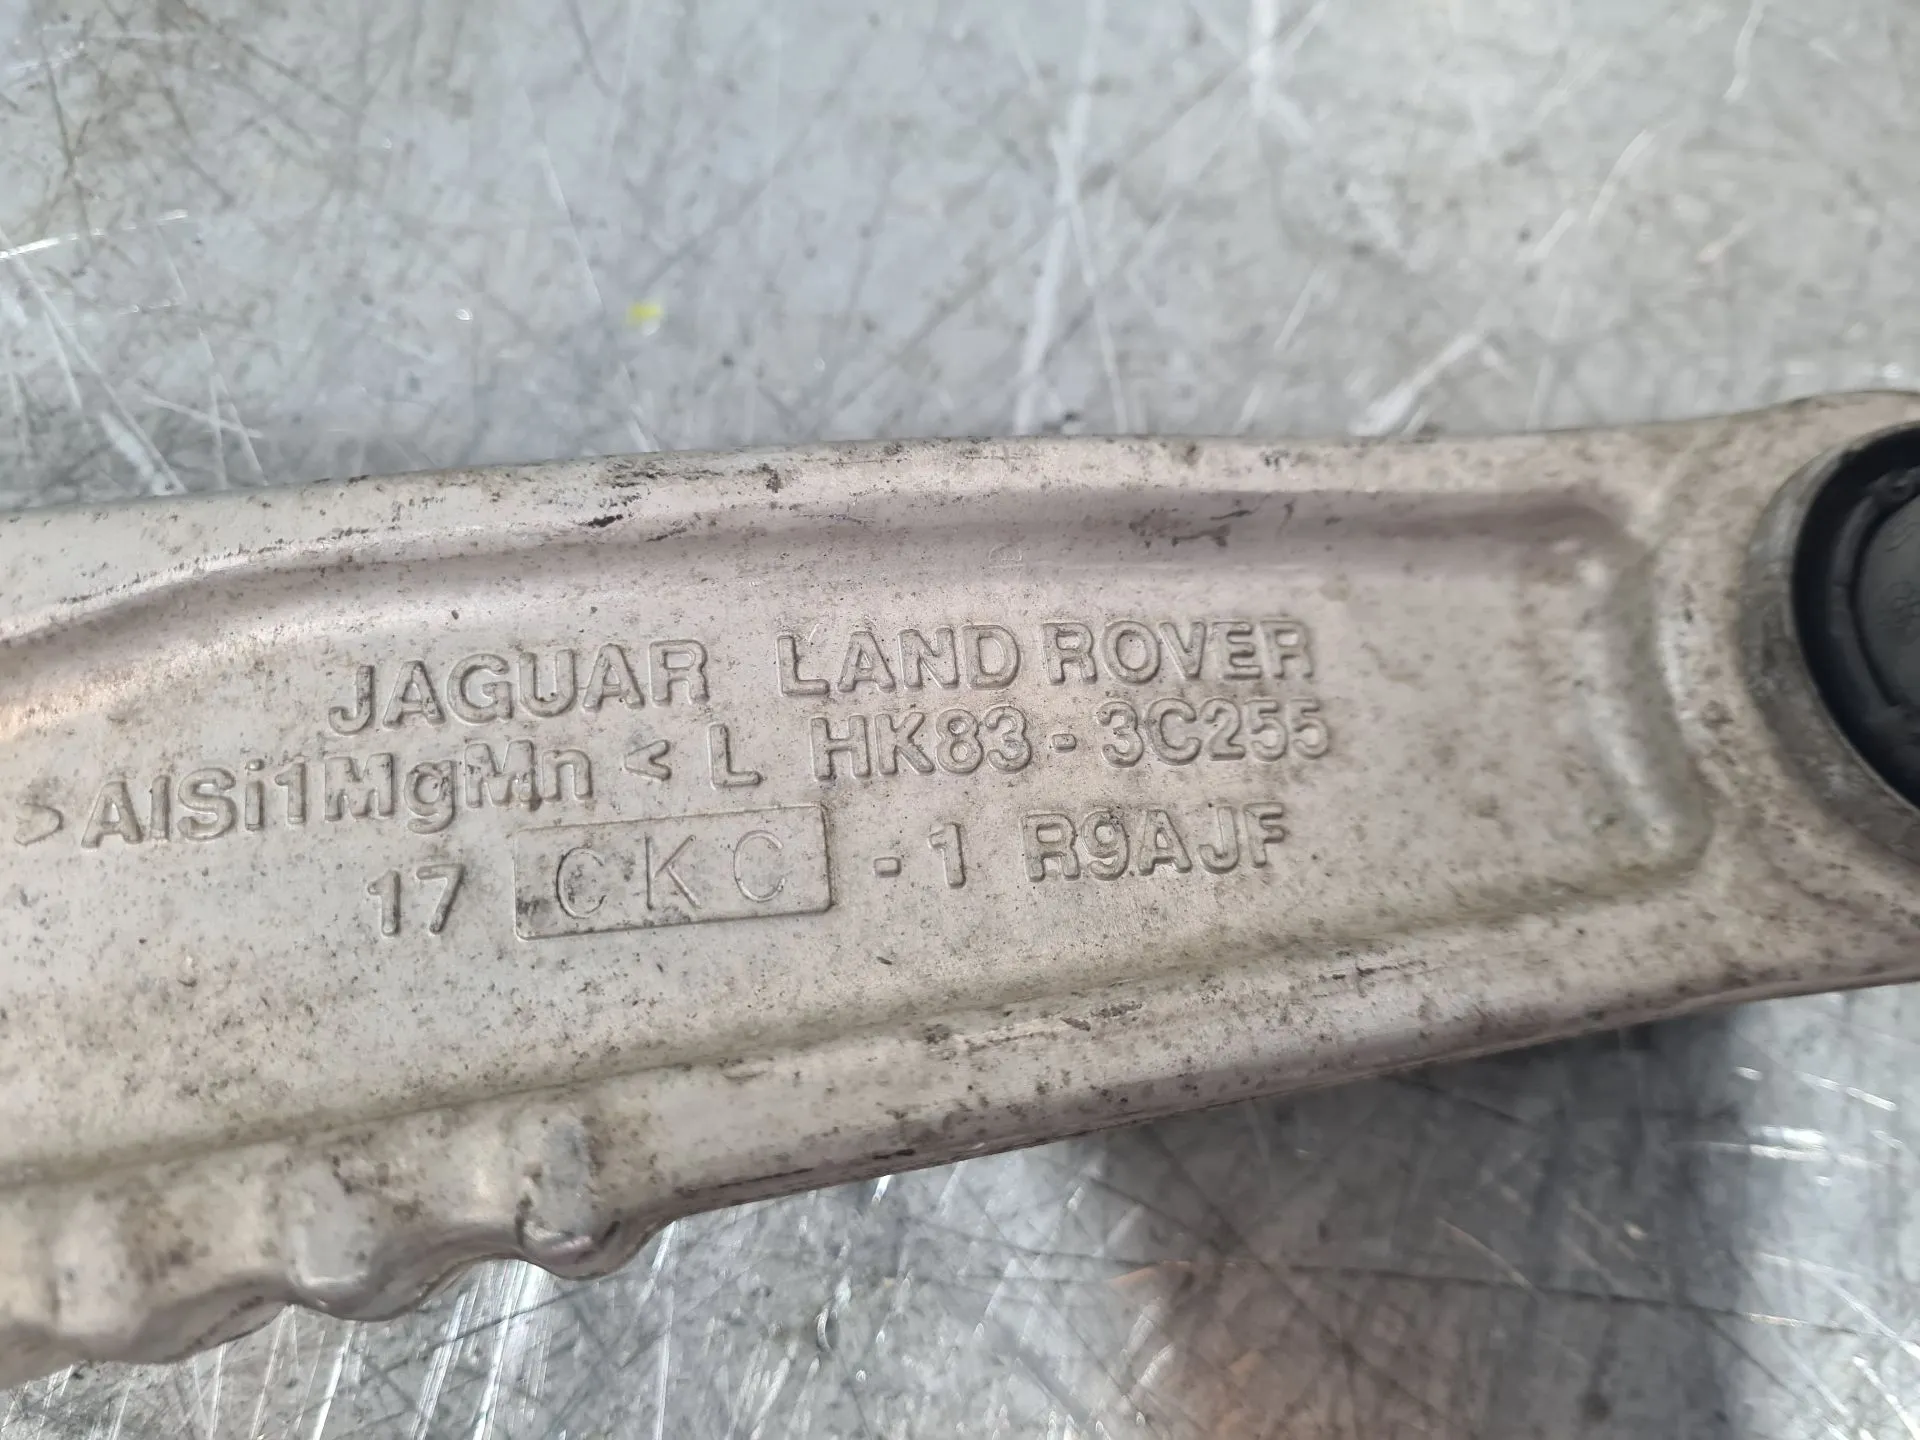 JAGUAR LAND ROVER
>AlSi1MgMn< L HK83-3C255
17 CKC -1 R9AJF